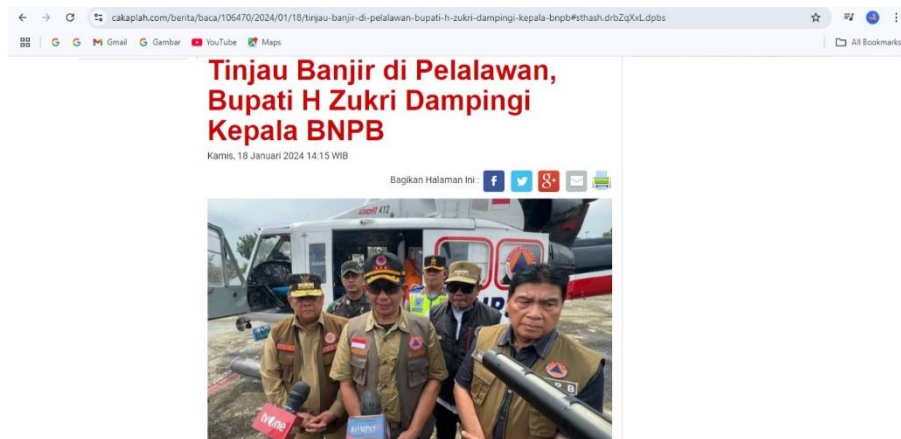 cakaplah.com/berita/baca/106470/2024/01/18/tinjau-banjir-di-pelalawan-bupati-h-zukri-dampingi-kepala-bnpb#sthash.drbZqXxL.dpbs
G G Gmail G Gambar YouTube Maps All Bookmarks
Tinjau Banjir di Pelalawan,
Bupati H Zukri Dampingi
Kepala BNPB
Kamis, 18 Januari 2024 14:15 WIB
Bagikan Halaman Ini :
412
tvOne
KOMPAS